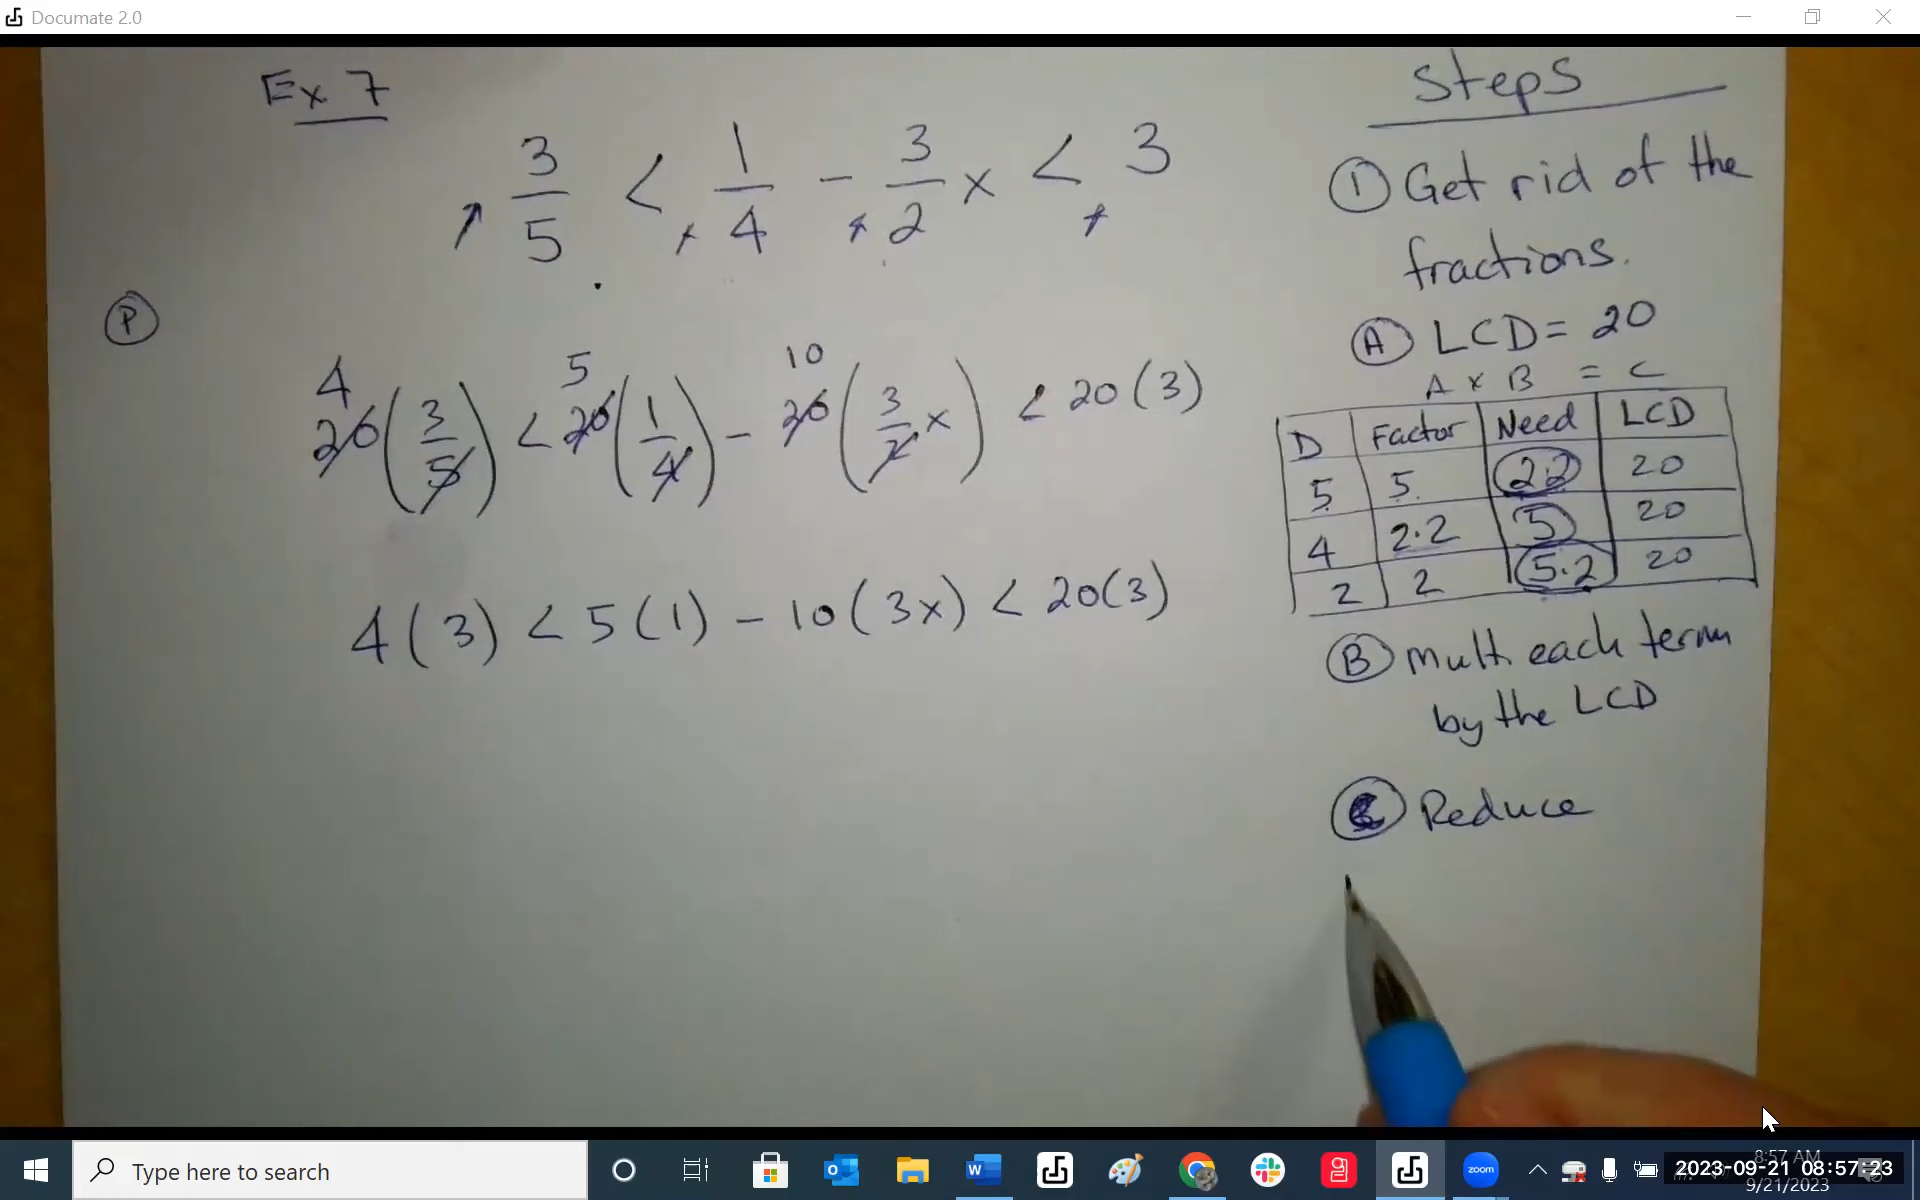 Documate 2.0
Ex 7
3/5 < 1/4 - 3/2 x < 3
P
4 5 10
20(3/5) < 20(1/4) - 20(3/2 x) < 20(3)
4(3) < 5(1) - 10(3x) < 20(3)
Steps
1 Get rid of the
fractions.
A LCD = 20
A x B = C
D Factor Need LCD
5 5 2·2 20
4 2·2 5 20
2 2 5·2 20
B Mult each term
by the LCD
C Reduce
Type here to search
W
zoom
8:57 AM
2023-09-21 08:57:23
9/21/2023